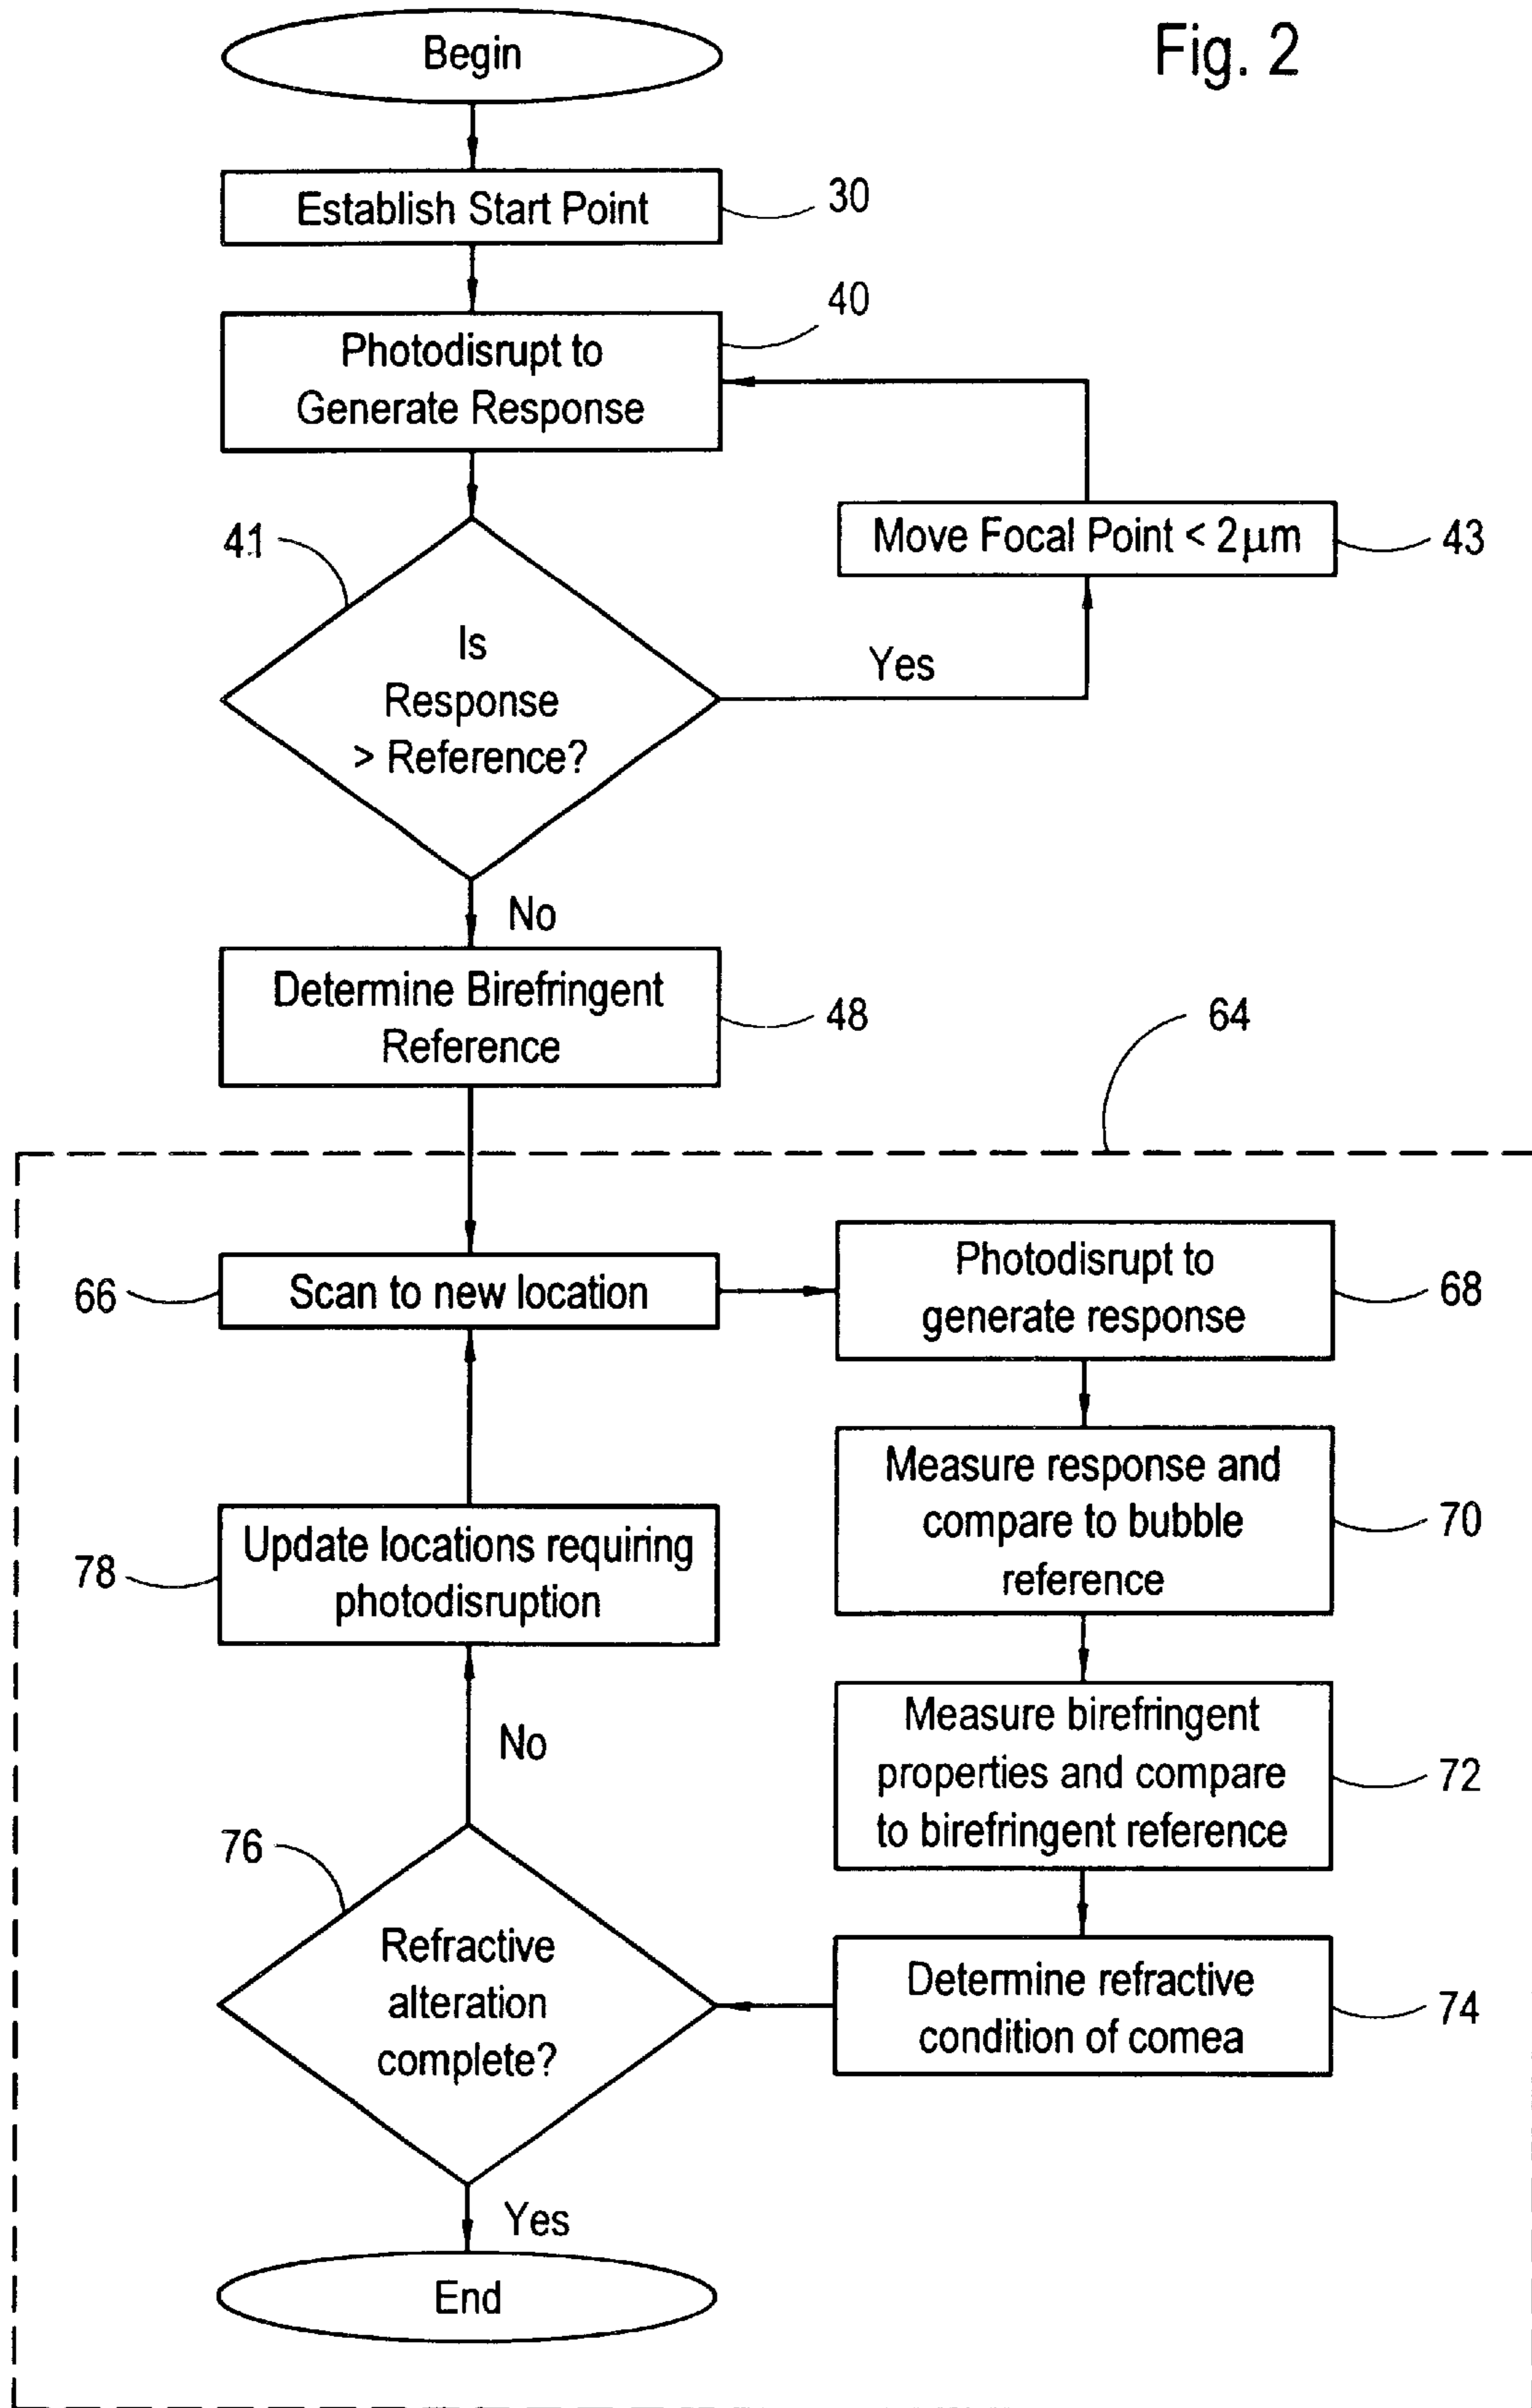 Fig. 2
Begin
Establish Start Point
30
Photodisrupt to
Generate Response
40
41
Is
Response
> Reference?
Yes
Move Focal Point < 2μm
43
No
Determine Birefringent
Reference
48
64
66
Scan to new location
Photodisrupt to
generate response
68
Measure response and
compare to bubble
reference
70
Measure birefringent
properties and compare
to birefringent reference
72
Determine refractive
condition of comea
74
76
Refractive
alteration
complete?
No
Update locations requiring
photodisruption
78
Yes
End